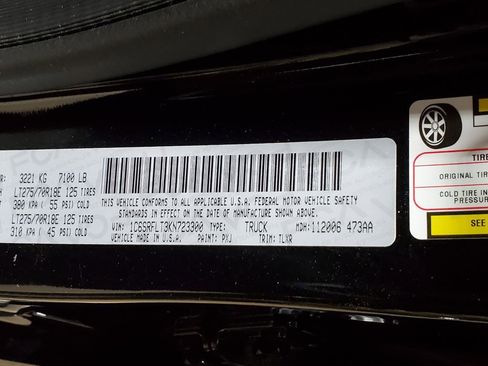 R: 3221 KG 7100 LB
H LT275/70R18E 125 TIRES
380 KPA ( 55 PSI) COLD
LT275/70R18E 125 TIRES
310 KPA ( 45 PSI) COLD
THIS VEHICLE CONFORMS TO ALL APPLICABLE U.S.A. FEDERAL MOTOR VEHICLE SAFETY
STANDARDS IN EFFECT ON THE DATE OF MANUFACTURE SHOWN ABOVE.
VIN: 1C6SRFLT3KN723300 TYPE: TRUCK MDH: 112006 473AA
VEHICLE MADE IN U.S.A. PAINT: PXJ TRIM: TLXR
TIRE
ORIGINAL TIRE
COLD TIRE IN
PRESSURE
SEE